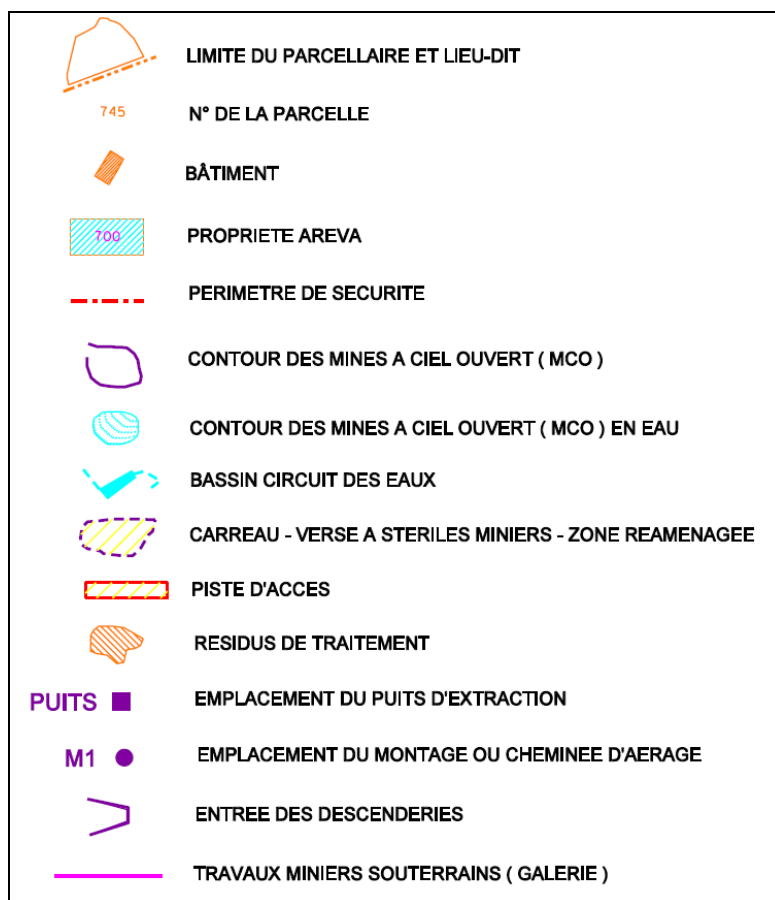 LIMITE DU PARCELLAIRE ET LIEU-DIT
745 N° DE LA PARCELLE
BÂTIMENT
700 PROPRIETE AREVA
PERIMETRE DE SECURITE
CONTOUR DES MINES A CIEL OUVERT ( MCO )
CONTOUR DES MINES A CIEL OUVERT ( MCO ) EN EAU
BASSIN CIRCUIT DES EAUX
CARREAU - VERSE A STERILES MINIERS - ZONE REAMENAGEE
PISTE D'ACCES
RESIDUS DE TRAITEMENT
PUITS EMPLACEMENT DU PUITS D'EXTRACTION
M1 EMPLACEMENT DU MONTAGE OU CHEMINEE D'AERAGE
ENTREE DES DESCENDERIES
TRAVAUX MINIERS SOUTERRAINS ( GALERIE )